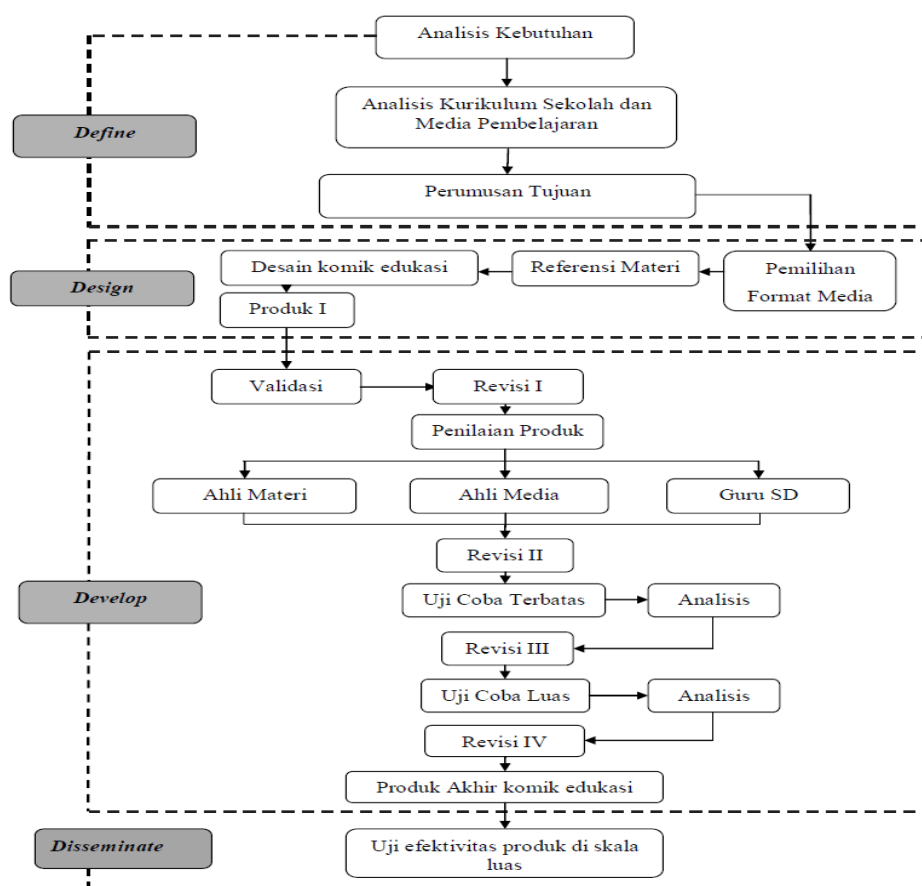 Analisis Kebutuhan
Analisis Kurikulum Sekolah dan
Media Pembelajaran
Define
Perumusan Tujuan
Desain komik edukasi
Referensi Materi
Pemilihan
Format Media
Design
Produk I
Validasi
Revisi I
Penilaian Produk
Ahli Materi
Ahli Media
Guru SD
Revisi II
Develop
Uji Coba Terbatas
Analisis
Revisi III
Uji Coba Luas
Analisis
Revisi IV
Produk Akhir komik edukasi
Disseminate
Uji efektivitas produk di skala
luas